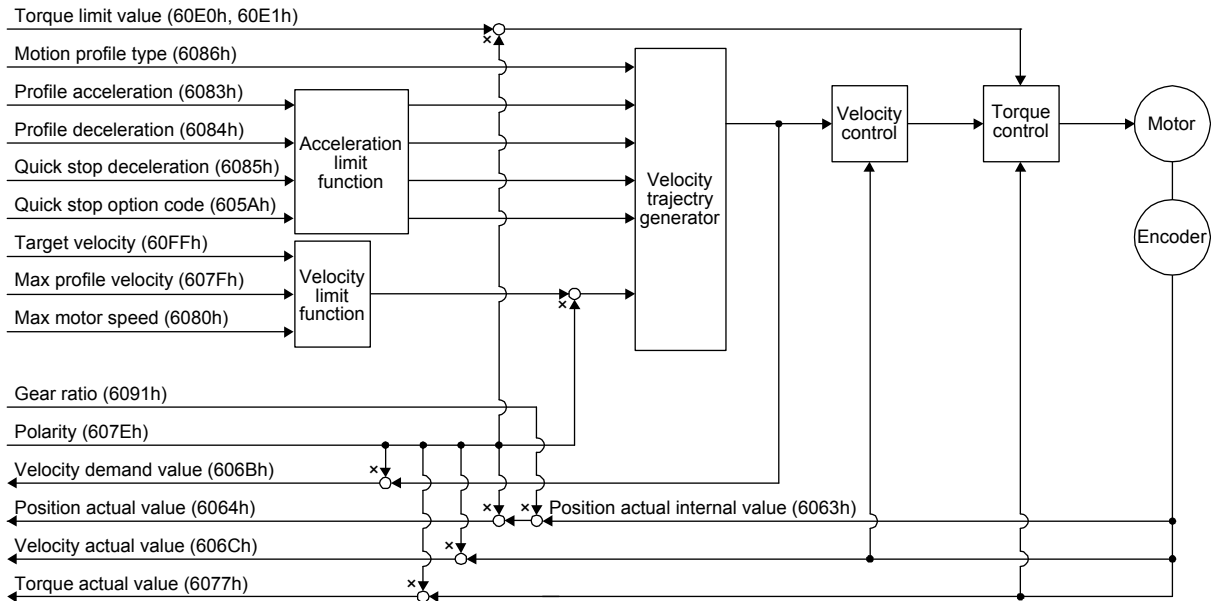 Torque limit value (60E0h, 60E1h)
×
Motion profile type (6086h)
Profile acceleration (6083h)
Profile deceleration (6084h)
Quick stop deceleration (6085h)
Quick stop option code (605Ah)
Acceleration
limit
function
Target velocity (60FFh)
Max profile velocity (607Fh)
Max motor speed (6080h)
Velocity
limit
function
×
Velocity
trajectry
generator
Velocity
control
Torque
control
Motor
Encoder
Gear ratio (6091h)
Polarity (607Eh)
Velocity demand value (606Bh)
×
Position actual value (6064h)
×
×
Position actual internal value (6063h)
Velocity actual value (606Ch)
×
Torque actual value (6077h)
×